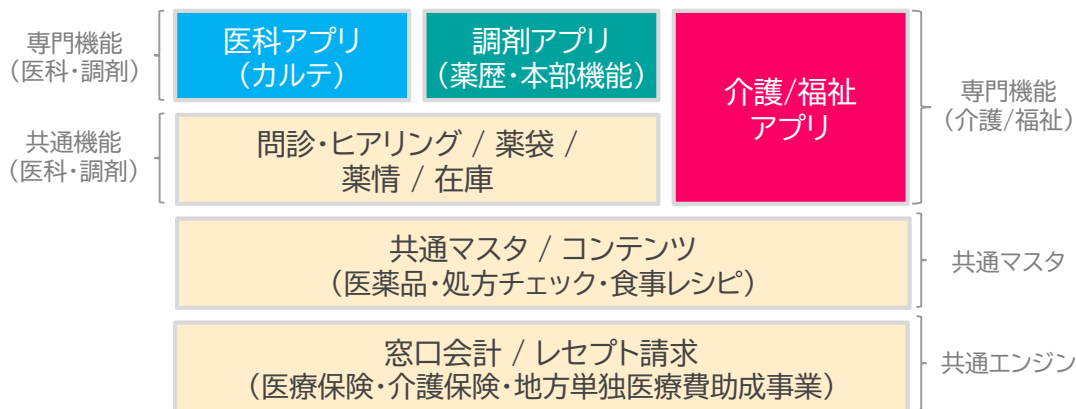 専門機能
（医科・調剤）
医科アプリ
（カルテ）
調剤アプリ
（薬歴・本部機能）
介護/福祉
アプリ
専門機能
（介護/福祉）
共通機能
（医科・調剤）
問診・ヒアリング / 薬袋 /
薬情 / 在庫
共通マスタ / コンテンツ
（医薬品・処方チェック・食事レシピ）
共通マスタ
窓口会計 / レセプト請求
（医療保険・介護保険・地方単独医療費助成事業）
共通エンジン